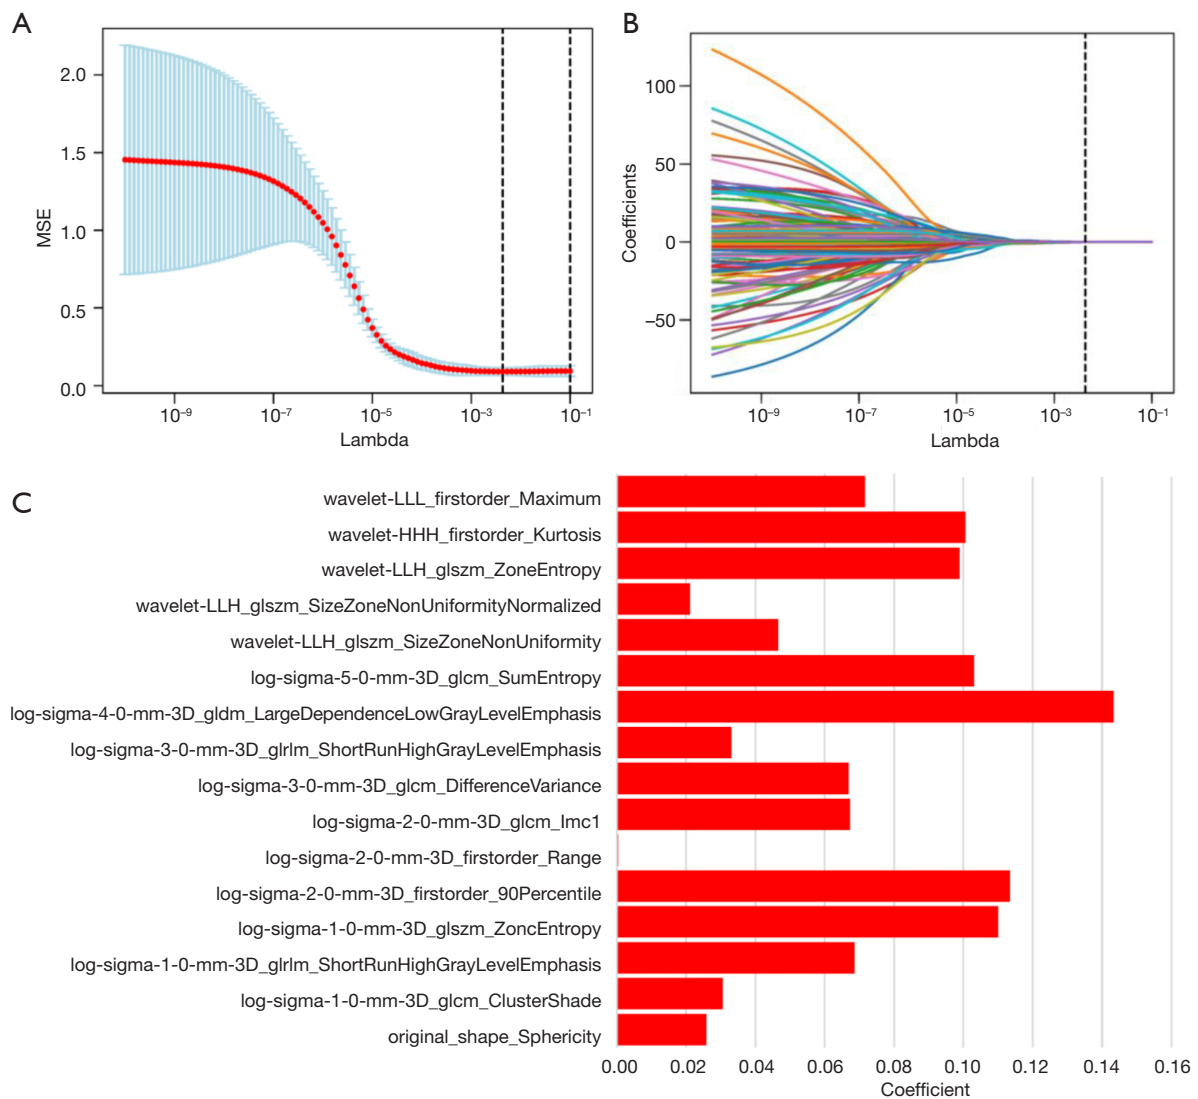 A
MSE
2.0
1.5
1.0
0.5
0.0
10−9 10−7 10−5 10−3 10−1
Lambda
B
Coefficients
100
50
0
−50
10−9 10−7 10−5 10−3 10−1
Lambda
C
wavelet-LLL_firstorder_Maximum
wavelet-HHH_firstorder_Kurtosis
wavelet-LLH_glszm_ZoneEntropy
wavelet-LLH_glszm_SizeZoneNonUniformityNormalized
wavelet-LLH_glszm_SizeZoneNonUniformity
log-sigma-5-0-mm-3D_glcm_SumEntropy
log-sigma-4-0-mm-3D_gldm_LargeDependenceLowGrayLevelEmphasis
log-sigma-3-0-mm-3D_glrlm_ShortRunHighGrayLevelEmphasis
log-sigma-3-0-mm-3D_glcm_DifferenceVariance
log-sigma-2-0-mm-3D_glcm_Imc1
log-sigma-2-0-mm-3D_firstorder_Range
log-sigma-2-0-mm-3D_firstorder_90Percentile
log-sigma-1-0-mm-3D_glszm_ZoncEntropy
log-sigma-1-0-mm-3D_glrlm_ShortRunHighGrayLevelEmphasis
log-sigma-1-0-mm-3D_glcm_ClusterShade
original_shape_Sphericity
0.00 0.02 0.04 0.06 0.08 0.10 0.12 0.14 0.16
Coefficient